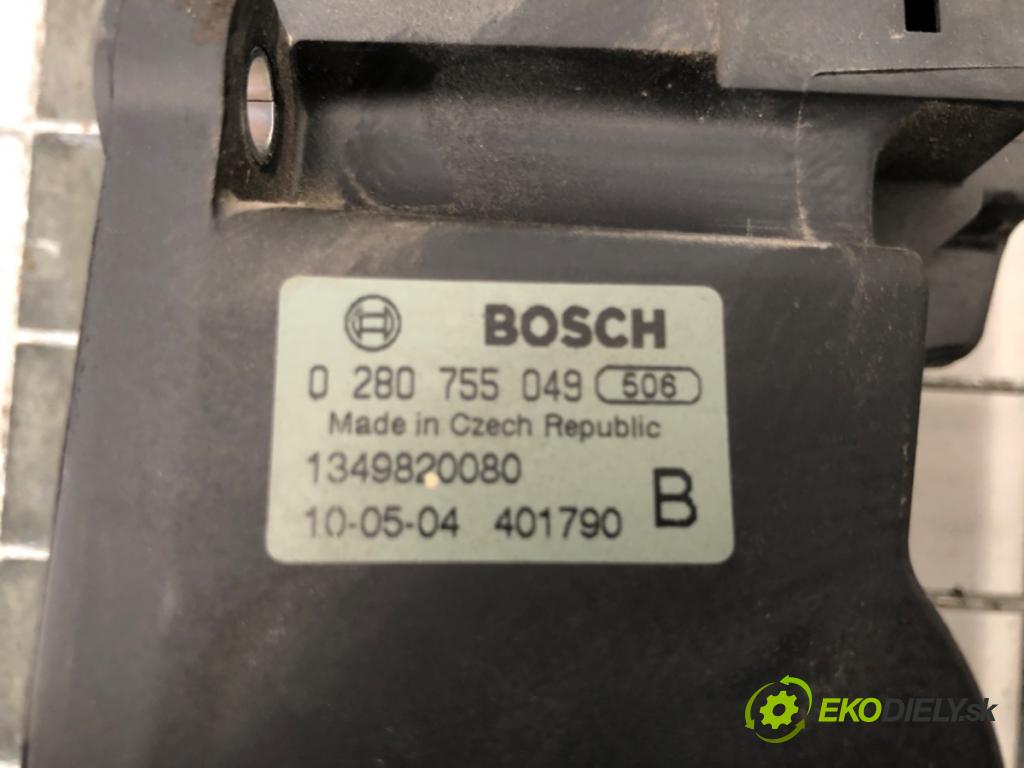 BOSCH
0 280 755 049 506
Made in Czech Republic
1349820080
10-05-04 401790 B
EKODIELY.sk